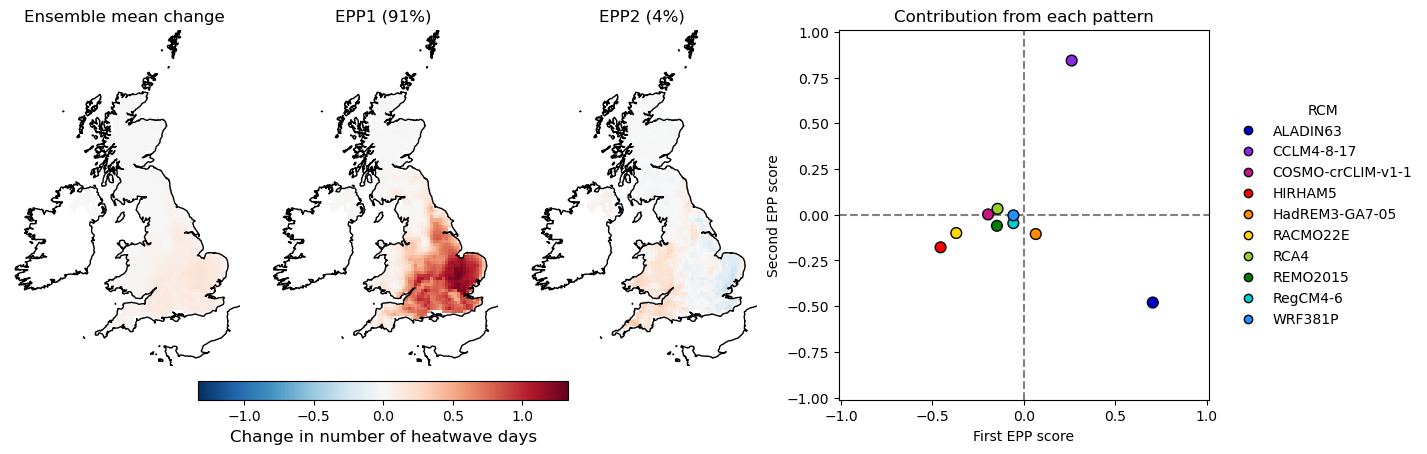 Ensemble mean change
EPP1 (91%)
EPP2 (4%)
Contribution from each pattern
1.00
0.75
0.50
0.25
0.00
−0.25
−0.50
−0.75
−1.00
Second EPP score
−1.0
−0.5
0.0
0.5
1.0
First EPP score
RCM
ALADIN63
CCLM4-8-17
COSMO-crCLIM-v1-1
HIRHAM5
HadREM3-GA7-05
RACMO22E
RCA4
REMO2015
RegCM4-6
WRF381P
−1.0
−0.5
0.0
0.5
1.0
Change in number of heatwave days